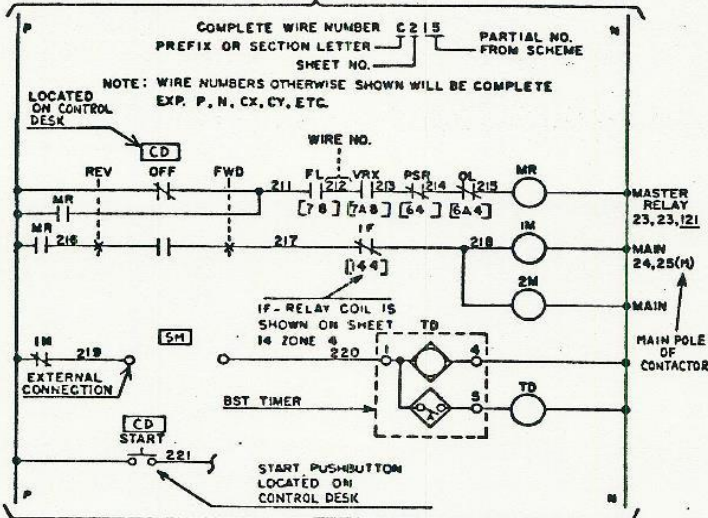 P
N
COMPLETE WIRE NUMBER C215
PREFIX OR SECTION LETTER
PARTIAL NO.
FROM SCHEME
SHEET NO.
NOTE: WIRE NUMBERS OTHERWISE SHOWN WILL BE COMPLETE
EXP. P, N, CX, CY, ETC.
LOCATED
ON CONTROL
DESK
CD
WIRE NO.
REV OFF FWD 211 FL 212 VRX 213 PSR 214 OL 215 MR
[78] [7A8] [64] [6A4]
MASTER
RELAY
23, 23, 121
MR
MR 216 217 IF 218 IM
[144]
MAIN
24, 25(M)
2M
MAIN
IF - RELAY COIL IS
SHOWN ON SHEET
14 ZONE 4
MAIN POLE
OF
CONTACTOR
IM 219 SM 220 TD 1 4
EXTERNAL
CONNECTION
BST TIMER
5 TD
CD
START
221
START PUSHBUTTON
LOCATED ON
CONTROL DESK
P
N